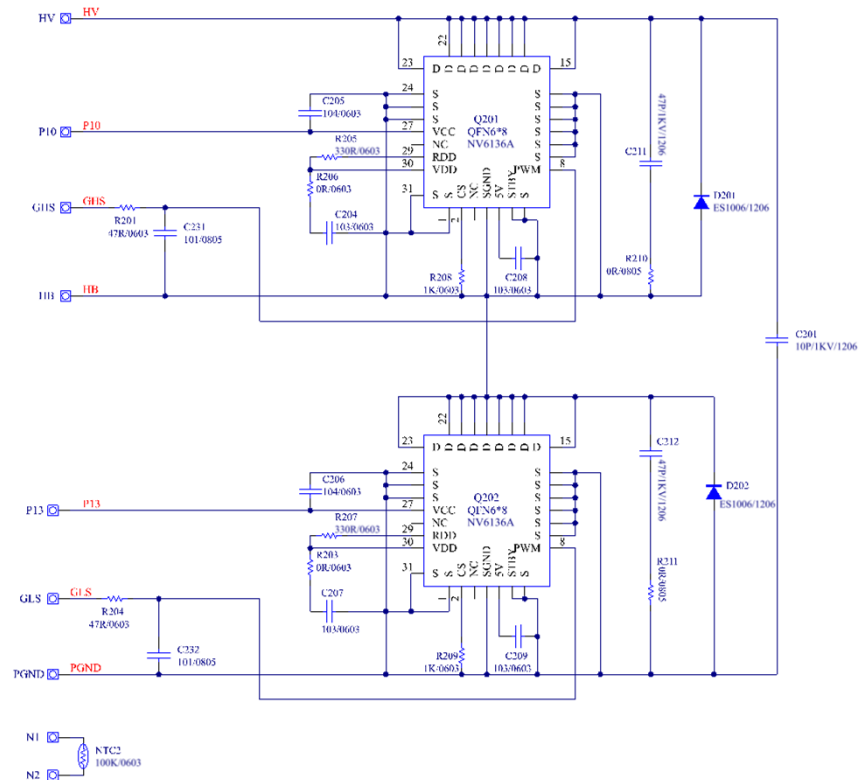 HV
HV
22
23
D D D D D D D D D
15
24
S
S
S
S
S
S
S
S
S
C205
104/0603
Q201
QFN6*8
NV6136A
P10
P10
27
VCC
NC
R205
330R/0603
29
RDD
30
VDD
PWM
8
R206
0R/0603
31
S S CS NC SGND 5V STBY S
1
2
C204
103/0603
GHS
GHS
R201
47R/0603
C231
101/0805
R208
1K/0603
C208
103/0603
HB
HB
C211
47P/1KV/1206
R210
0R/0805
D201
ES1006/1206
C201
10P/1KV/1206
22
23
D D D D D D D D D
15
24
S
S
S
S
S
S
S
S
S
C206
104/0603
Q202
QFN6*8
NV6136A
P13
P13
27
VCC
NC
R207
330R/0603
29
RDD
30
VDD
PWM
8
R203
0R/0603
31
S S CS NC SGND 5V STBY S
1
2
C207
103/0603
GLS
GLS
R204
47R/0603
C232
101/0805
R209
1K/0603
C209
103/0603
PGND
PGND
C212
47P/1KV/1206
R211
0R/0805
D202
ES1006/1206
N1
NTC2
100K/0603
N2